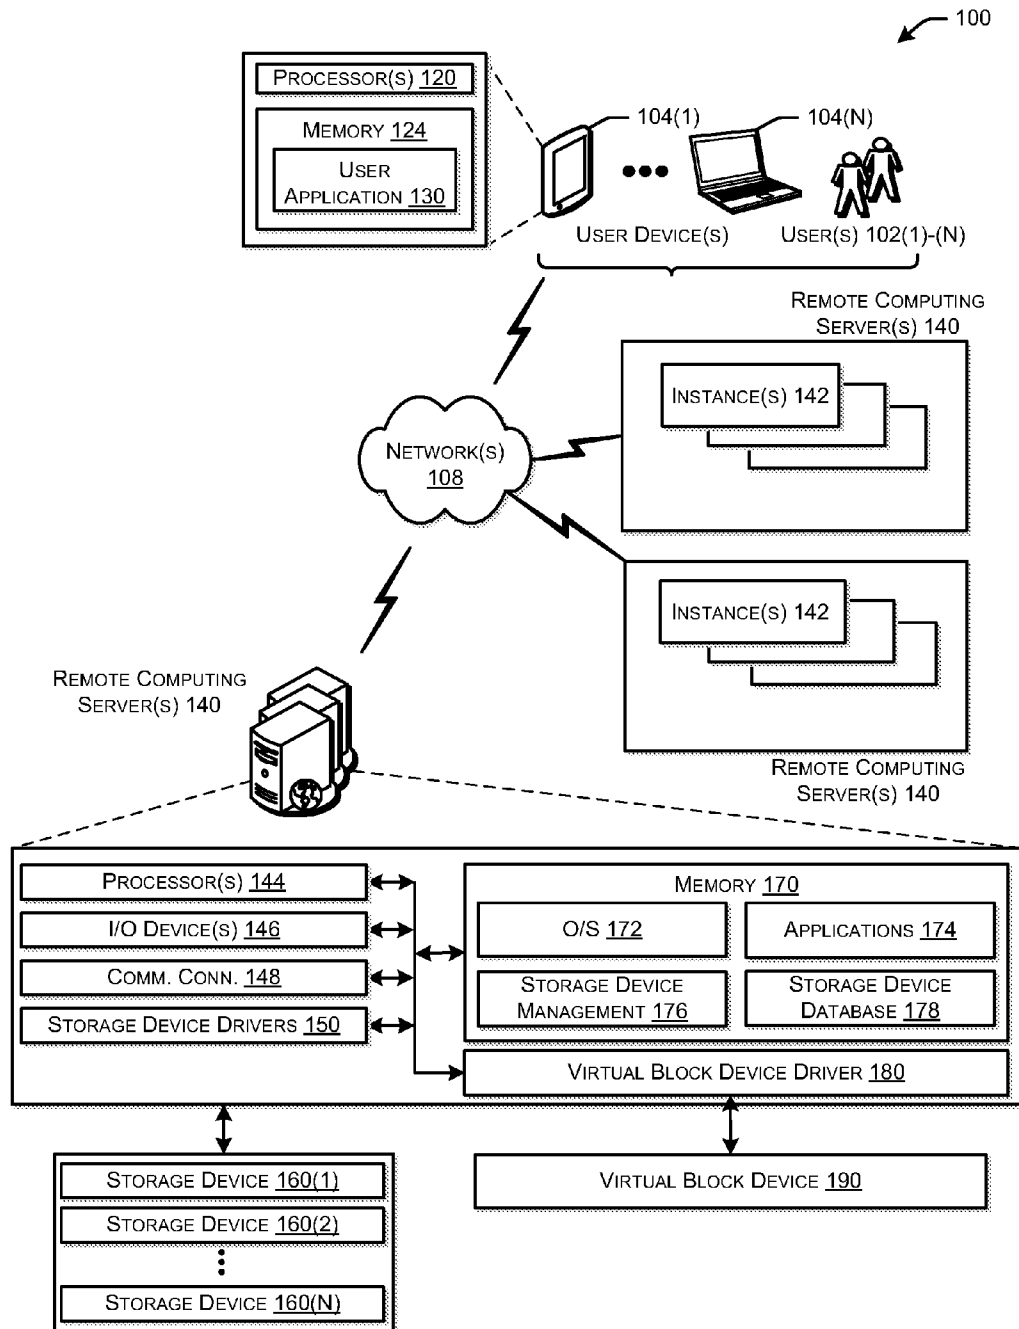 100
PROCESSOR(S) 120
MEMORY 124
USER
APPLICATION 130
104(1)
104(N)
USER DEVICE(S)
USER(S) 102(1)-(N)
REMOTE COMPUTING
SERVER(S) 140
INSTANCE(S) 142
NETWORK(S)
108
INSTANCE(S) 142
REMOTE COMPUTING
SERVER(S) 140
REMOTE COMPUTING
SERVER(S) 140
PROCESSOR(S) 144
I/O DEVICE(S) 146
COMM. CONN. 148
STORAGE DEVICE DRIVERS 150
MEMORY 170
O/S 172
APPLICATIONS 174
STORAGE DEVICE
MANAGEMENT 176
STORAGE DEVICE
DATABASE 178
VIRTUAL BLOCK DEVICE DRIVER 180
STORAGE DEVICE 160(1)
STORAGE DEVICE 160(2)
STORAGE DEVICE 160(N)
VIRTUAL BLOCK DEVICE 190